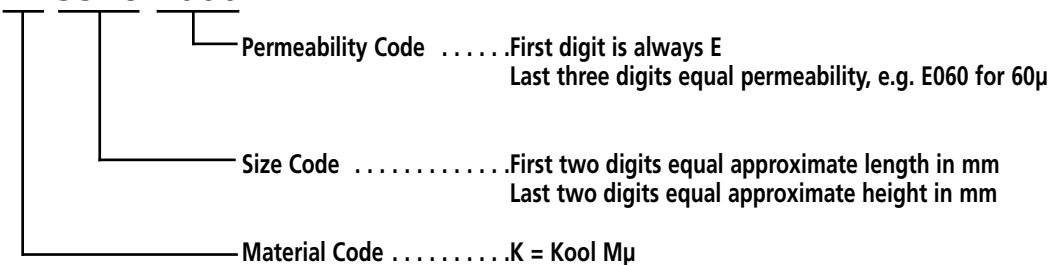 Permeability Code . . . . . .First digit is always E
Last three digits equal permeability, e.g. E060 for 60µ
Size Code . . . . . . . . . . . . .First two digits equal approximate length in mm
Last two digits equal approximate height in mm
Material Code . . . . . . . . . .K = Kool Mµ